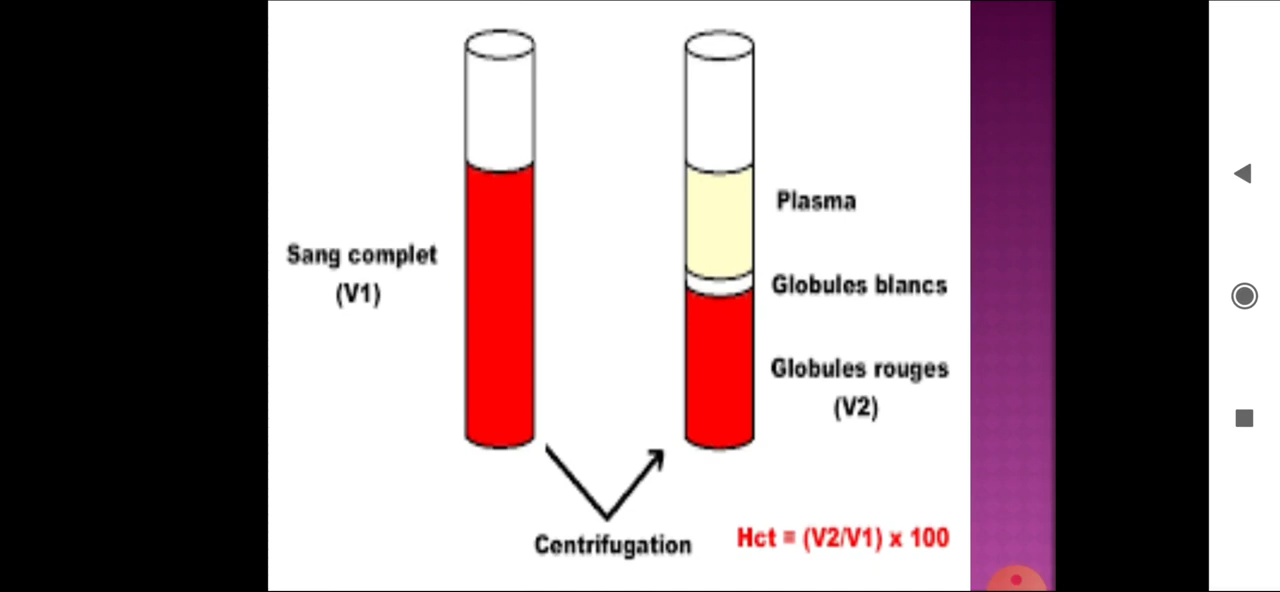 Sang complet
(V1)
Plasma
Globules blancs
Globules rouges
(V2)
Centrifugation
Hct = (V2/V1) x 100